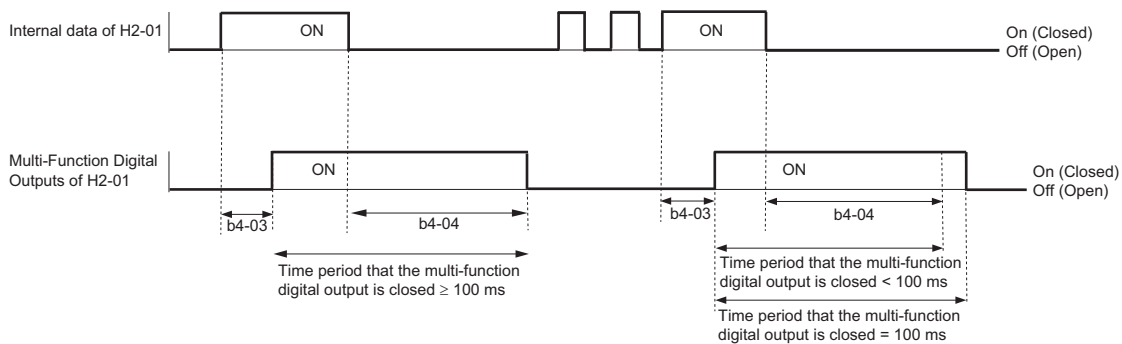 Internal data of H2-01
ON
ON
On (Closed)
Off (Open)
Multi-Function Digital
Outputs of H2-01
ON
ON
On (Closed)
Off (Open)
b4-03
b4-04
b4-03
b4-04
Time period that the multi-function
digital output is closed ≥ 100 ms
Time period that the multi-function
digital output is closed < 100 ms
Time period that the multi-function
digital output is closed = 100 ms